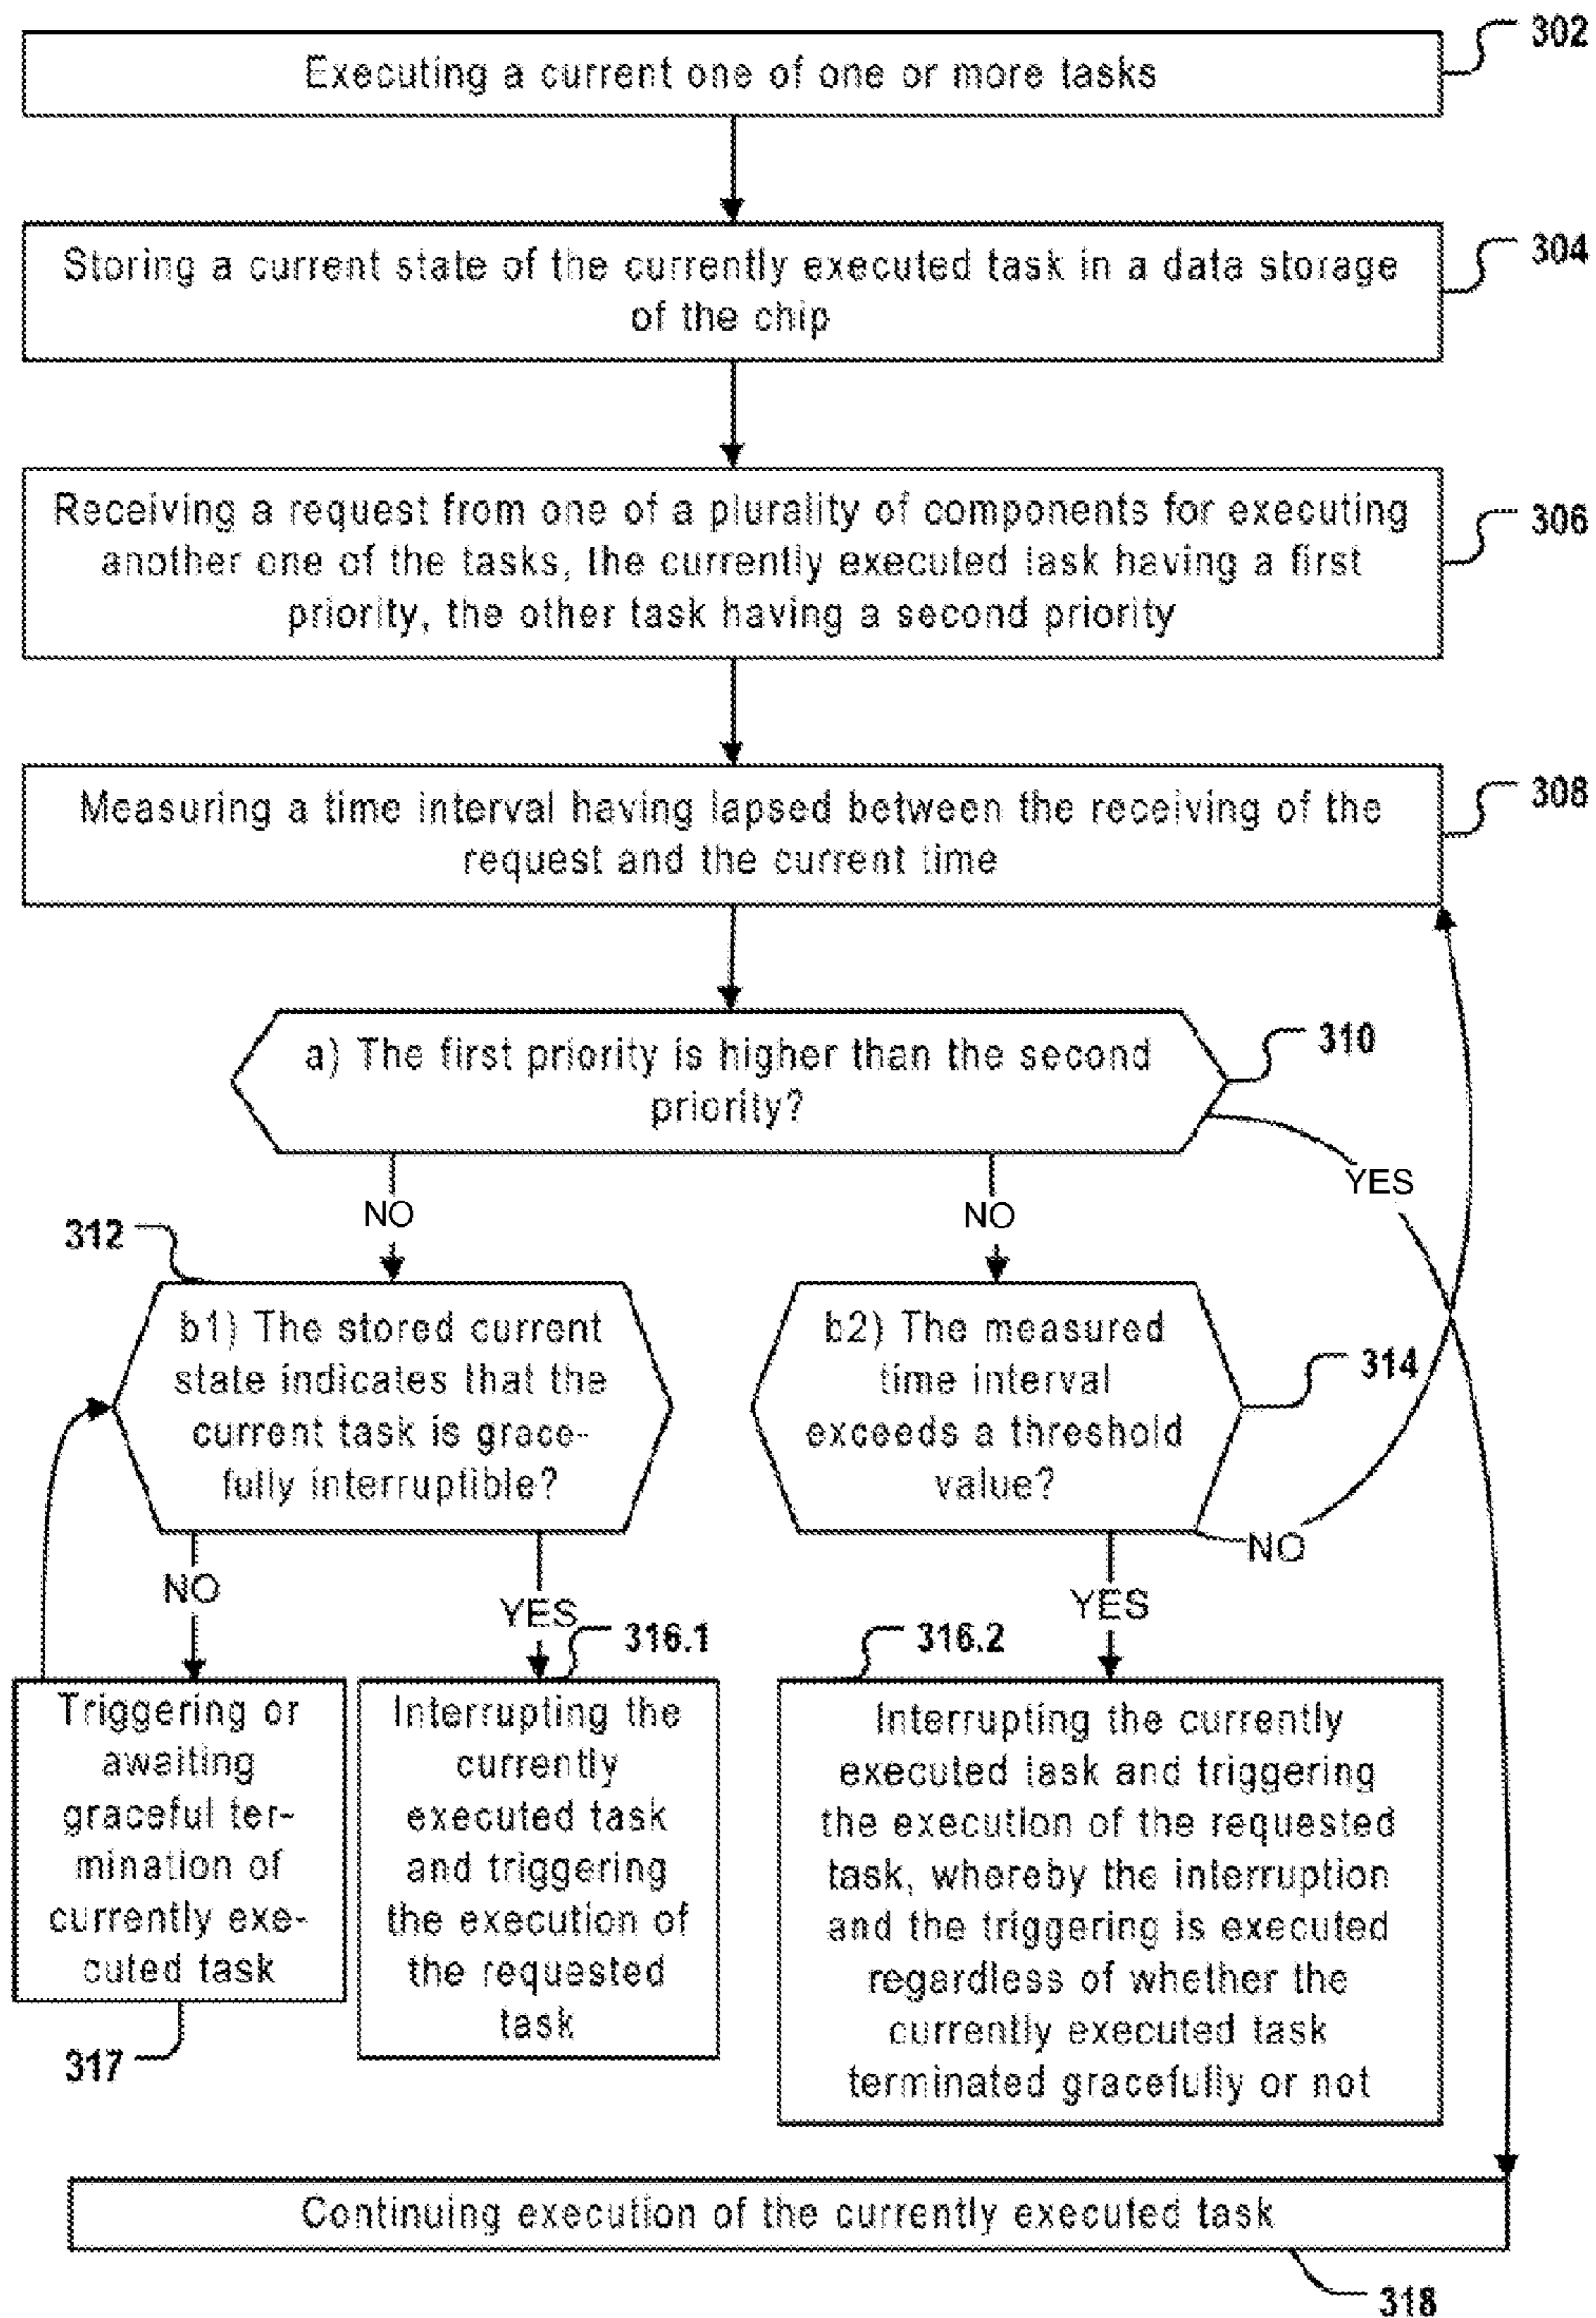 302
Executing a current one of one or more tasks
304
Storing a current state of the currently executed task in a data storage
of the chip
306
Receiving a request from one of a plurality of components for executing
another one of the tasks, the currently executed task having a first
priority, the other task having a second priority
308
Measuring a time interval having lapsed between the receiving of the
request and the current time
310
a) The first priority is higher than the second
priority?
YES
NO
NO
312
b1) The stored current
state indicates that the
current task is grace-
fully interruptible?
b2) The measured
time interval
exceeds a threshold
value?
314
NO
NO
YES
YES
316.1
316.2
Triggering or
awaiting
graceful ter-
mination of
currently exe-
cuted task
317
Interrupting the
currently
executed task
and triggering
the execution of
the requested
task
Interrupting the currently
executed task and triggering
the execution of the requested
task, whereby the interruption
and the triggering is executed
regardless of whether the
currently executed task
terminated gracefully or not
Continuing execution of the currently executed task
318